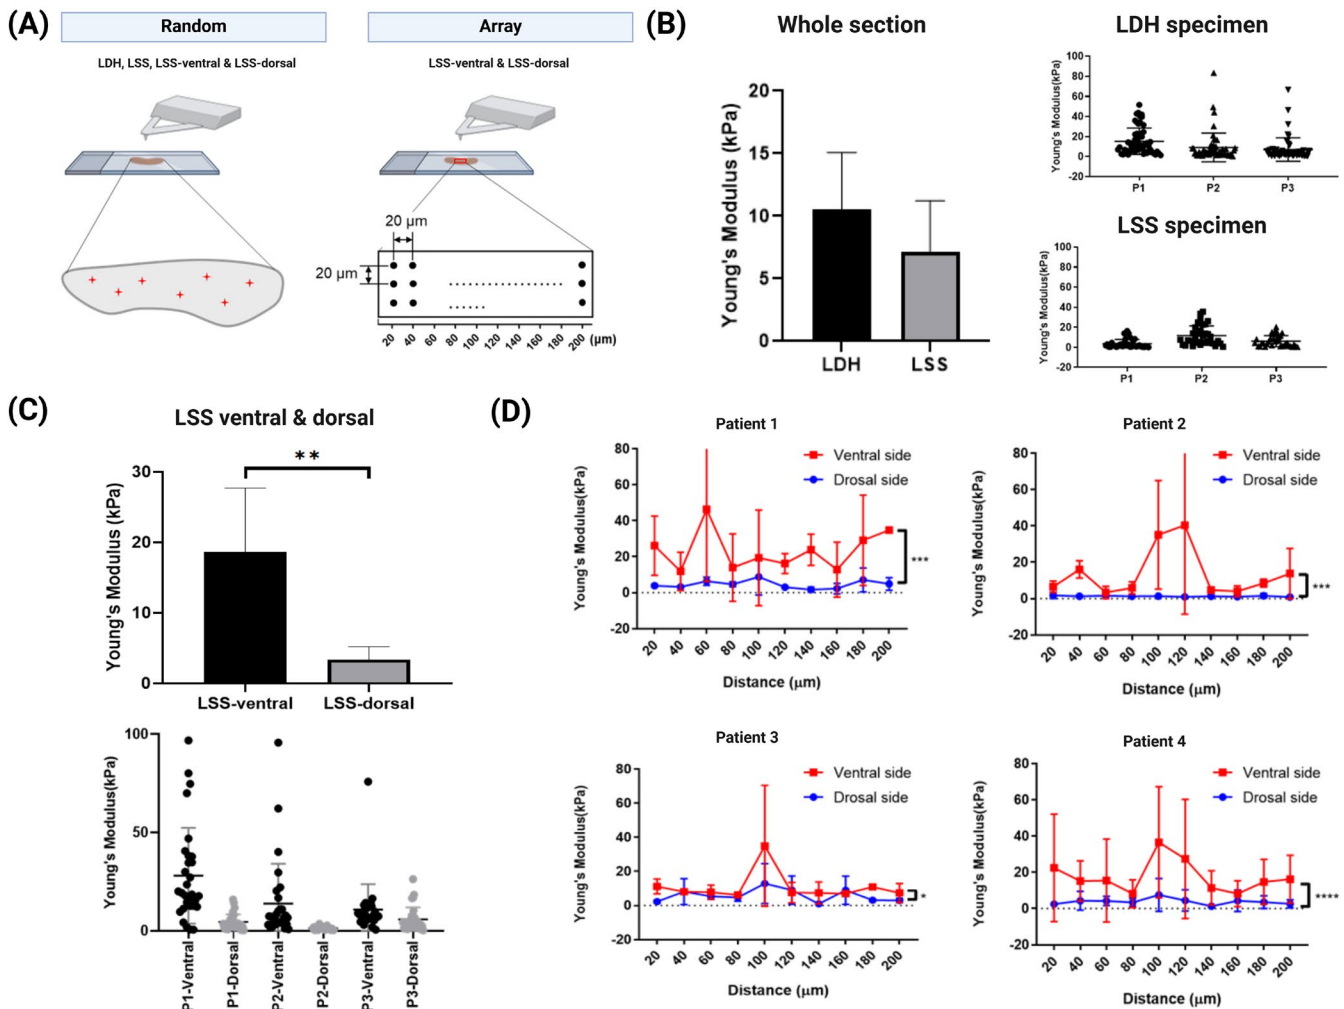 (A)
Random
Array
LDH, LSS, LSS-ventral & LSS-dorsal
LSS-ventral & LSS-dorsal
20 µm
20 µm
20 40 60 80 100 120 140 160 180 200 (µm)
(B)
Whole section
Young's Modulus (kPa)
20
15
10
5
0
LDH LSS
LDH specimen
Young's Modulus(kPa)
100
80
60
40
20
0
-20
P1 P2 P3
LSS specimen
Young's Modulus(kPa)
100
80
60
40
20
0
-20
P1 P2 P3
(C)
LSS ventral & dorsal
**
Young's Modulus (kPa)
30
20
10
0
LSS-ventral LSS-dorsal
Young's Modulus(kPa)
100
50
0
P1-Ventral P1-Dorsal P2-Ventral P2-Dorsal P3-Ventral P3-Dorsal
(D)
Patient 1
Ventral side
Drosal side
Young's Modulus(kPa)
80
60
40
20
0
-20
***
20 40 60 80 100 120 140 160 180 200
Distance (µm)
Patient 2
Ventral side
Drosal side
Young's Modulus(kPa)
80
60
40
20
0
-20
***
20 40 60 80 100 120 140 160 180 200
Distance (µm)
Patient 3
Ventral side
Drosal side
Young's Modulus(kPa)
80
60
40
20
0
-20
*
20 40 60 80 100 120 140 160 180 200
Distance (µm)
Patient 4
Ventral side
Drosal side
Young's Modulus(kPa)
80
60
40
20
0
-20
****
20 40 60 80 100 120 140 160 180 200
Distance (µm)